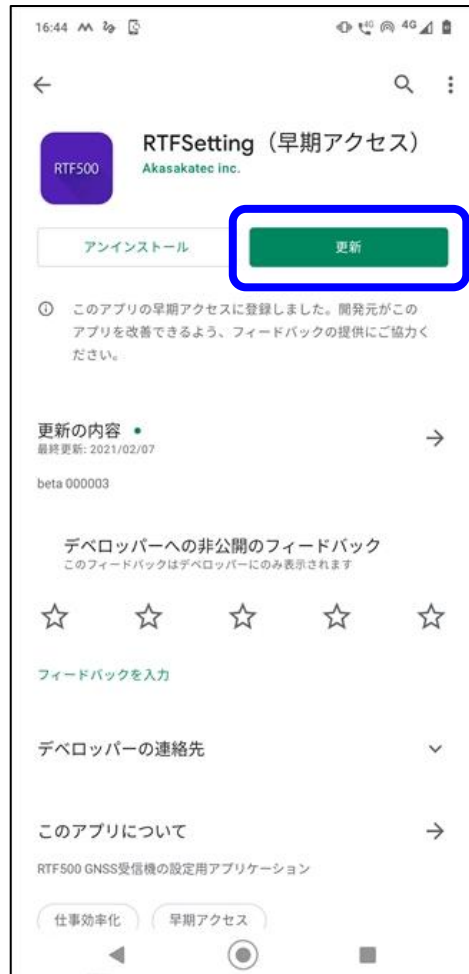 16:44
4G 4G
RTFSetting（早期アクセス）
RTF500
Akasakatec inc.
アンインストール
更新
このアプリの早期アクセスに登録しました。開発元がこの
アプリを改善できるよう、フィードバックの提供にご協力く
ださい。
更新の内容
最終更新: 2021/02/07
beta 000003
デベロッパーへの非公開のフィードバック
このフィードバックはデベロッパーにのみ表示されます
フィードバックを入力
デベロッパーの連絡先
このアプリについて
RTF500 GNSS受信機の設定用アプリケーション
仕事効率化
早期アクセス